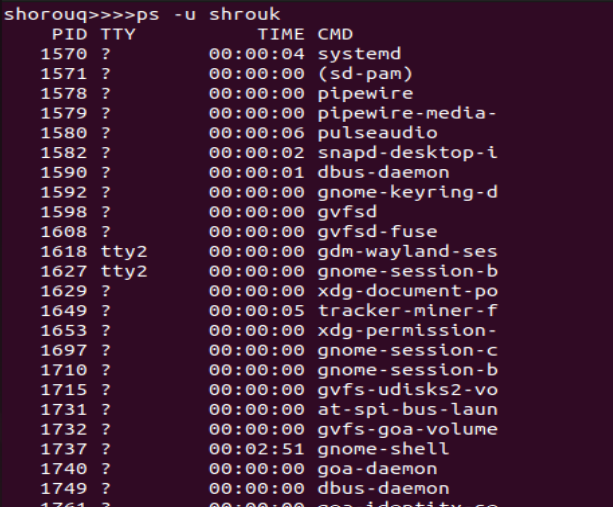 shorouq>>>>ps -u shrouk
PID TTY TIME CMD
1570 ? 00:00:04 systemd
1571 ? 00:00:00 (sd-pam)
1578 ? 00:00:00 pipewire
1579 ? 00:00:00 pipewire-media-
1580 ? 00:00:06 pulseaudio
1582 ? 00:00:02 snapd-desktop-i
1590 ? 00:00:01 dbus-daemon
1592 ? 00:00:00 gnome-keyring-d
1598 ? 00:00:00 gvfsd
1608 ? 00:00:00 gvfsd-fuse
1618 tty2 00:00:00 gdm-wayland-ses
1627 tty2 00:00:00 gnome-session-b
1629 ? 00:00:00 xdg-document-po
1649 ? 00:00:05 tracker-miner-f
1653 ? 00:00:00 xdg-permission-
1697 ? 00:00:00 gnome-session-c
1710 ? 00:00:00 gnome-session-b
1715 ? 00:00:00 gvfs-udisks2-vo
1731 ? 00:00:00 at-spi-bus-laun
1732 ? 00:00:00 gvfs-goa-volume
1737 ? 00:02:51 gnome-shell
1740 ? 00:00:00 goa-daemon
1749 ? 00:00:00 dbus-daemon
1761 ? 00:00:00 goa-identity-se